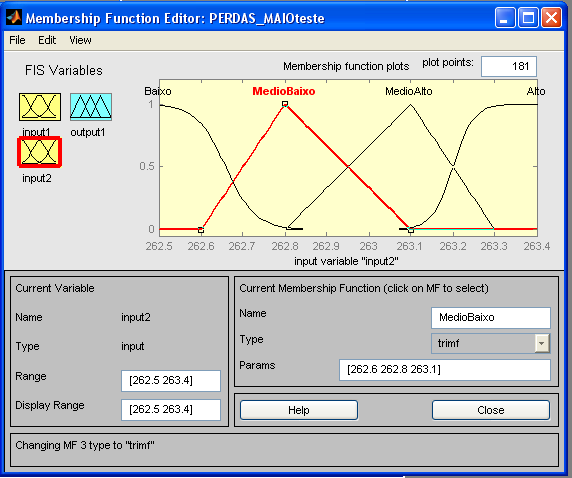 Membership Function Editor: PERDAS_MAIOteste
File Edit View
FIS Variables
input1
output1
input2
Membership function plots
plot points:
181
Baixo
MedioBaixo
MedioAlto
Alto
1
0.5
0
262.5 262.6 262.7 262.8 262.9 263 263.1 263.2 263.3 263.4
input variable "input2"
Current Variable
Name input2
Type input
Range [262.5 263.4]
Display Range [262.5 263.4]
Current Membership Function (click on MF to select)
Name MedioBaixo
Type trimf
Params [262.6 262.8 263.1]
Help Close
Changing MF 3 type to "trimf"